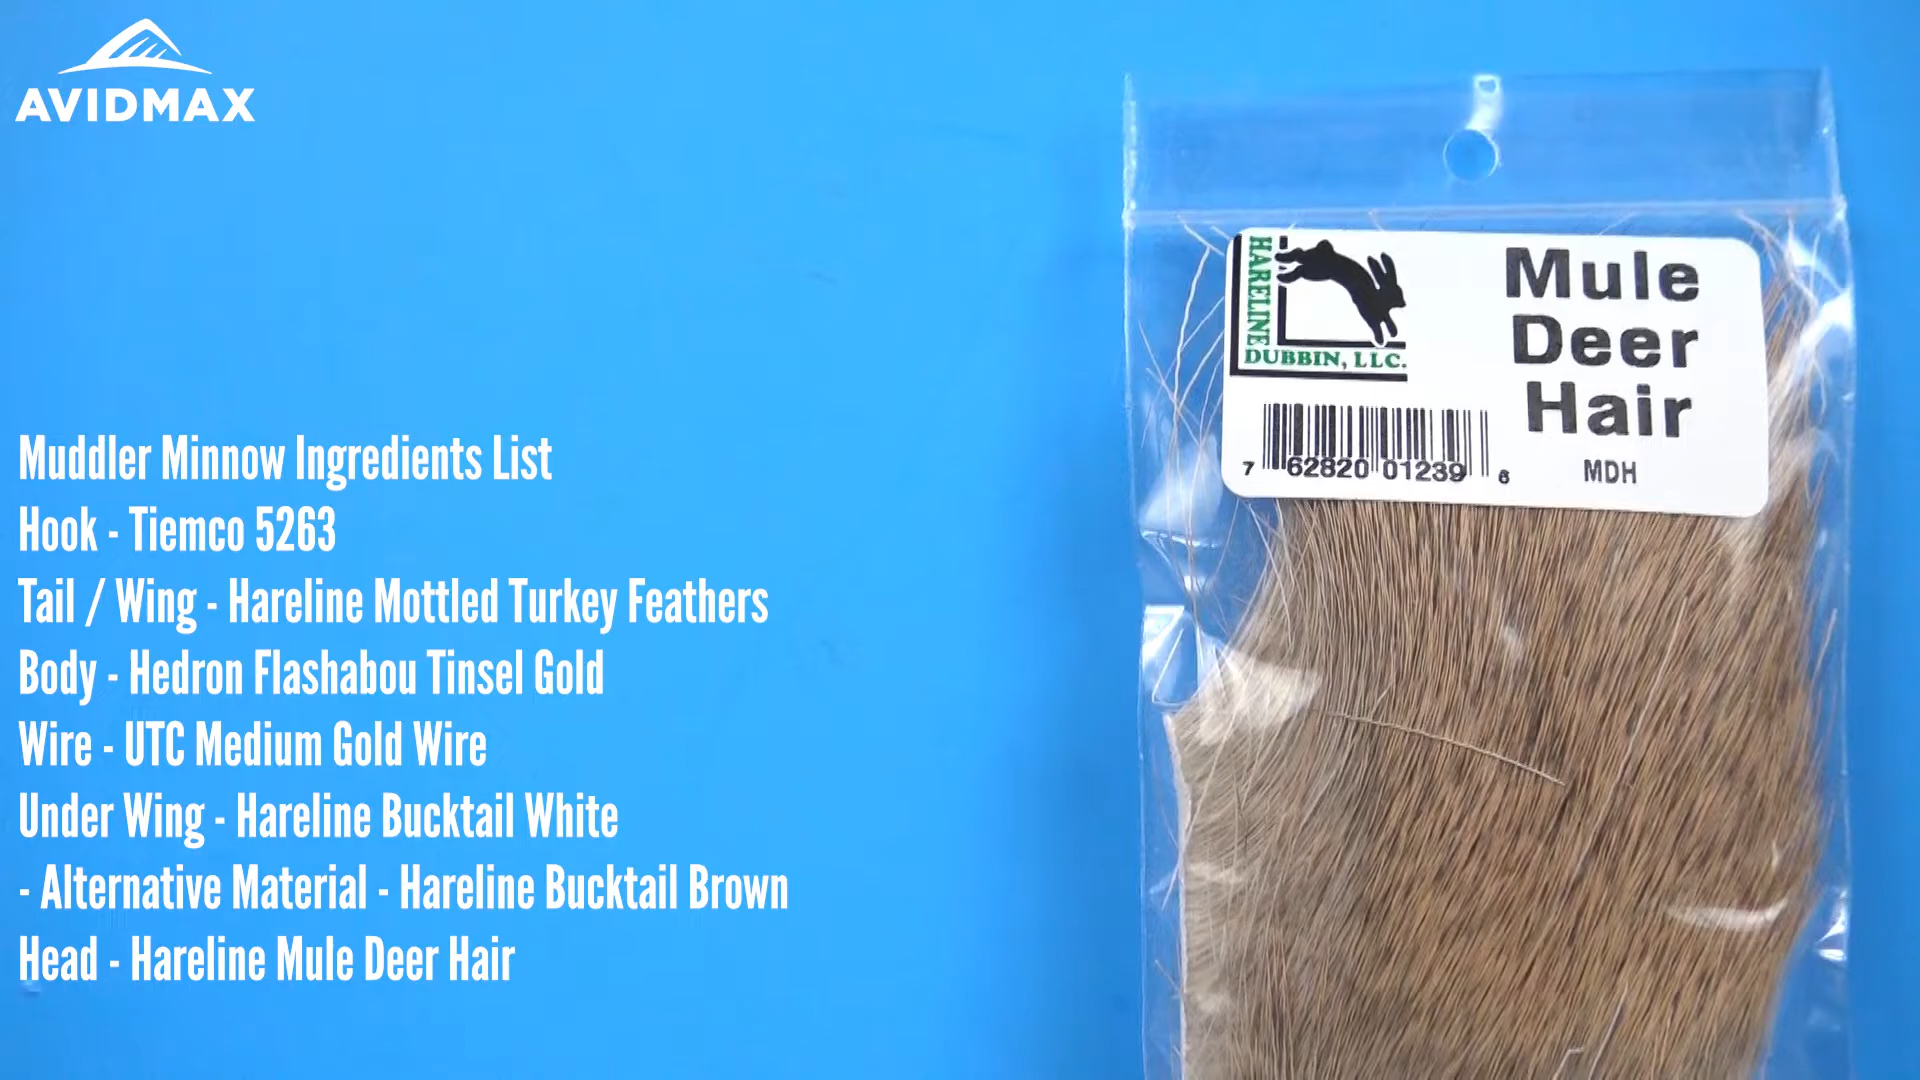 AVIDMAX
Muddler Minnow Ingredients List
Hook - Tiemco 5263
Tail / Wing - Hareline Mottled Turkey Feathers
Body - Hedron Flashabou Tinsel Gold
Wire - UTC Medium Gold Wire
Under Wing - Hareline Bucktail White
- Alternative Material - Hareline Bucktail Brown
Head - Hareline Mule Deer Hair
HARELINE
DUBBIN, LLC.
Mule
Deer
Hair
MDH
7 62820 01239 6